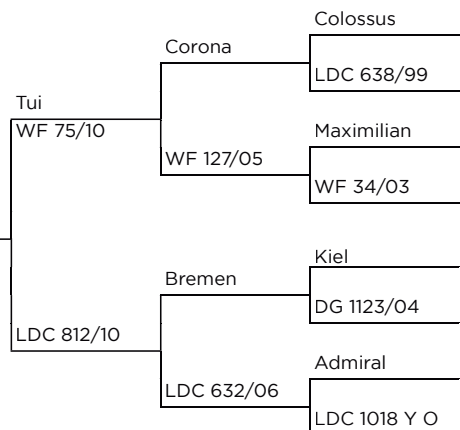 Colossus
Corona
LDC 638/99
Tui
WF 75/10
Maximilian
WF 127/05
WF 34/03
Kiel
Bremen
DG 1123/04
LDC 812/10
Admiral
LDC 632/06
LDC 1018 Y O